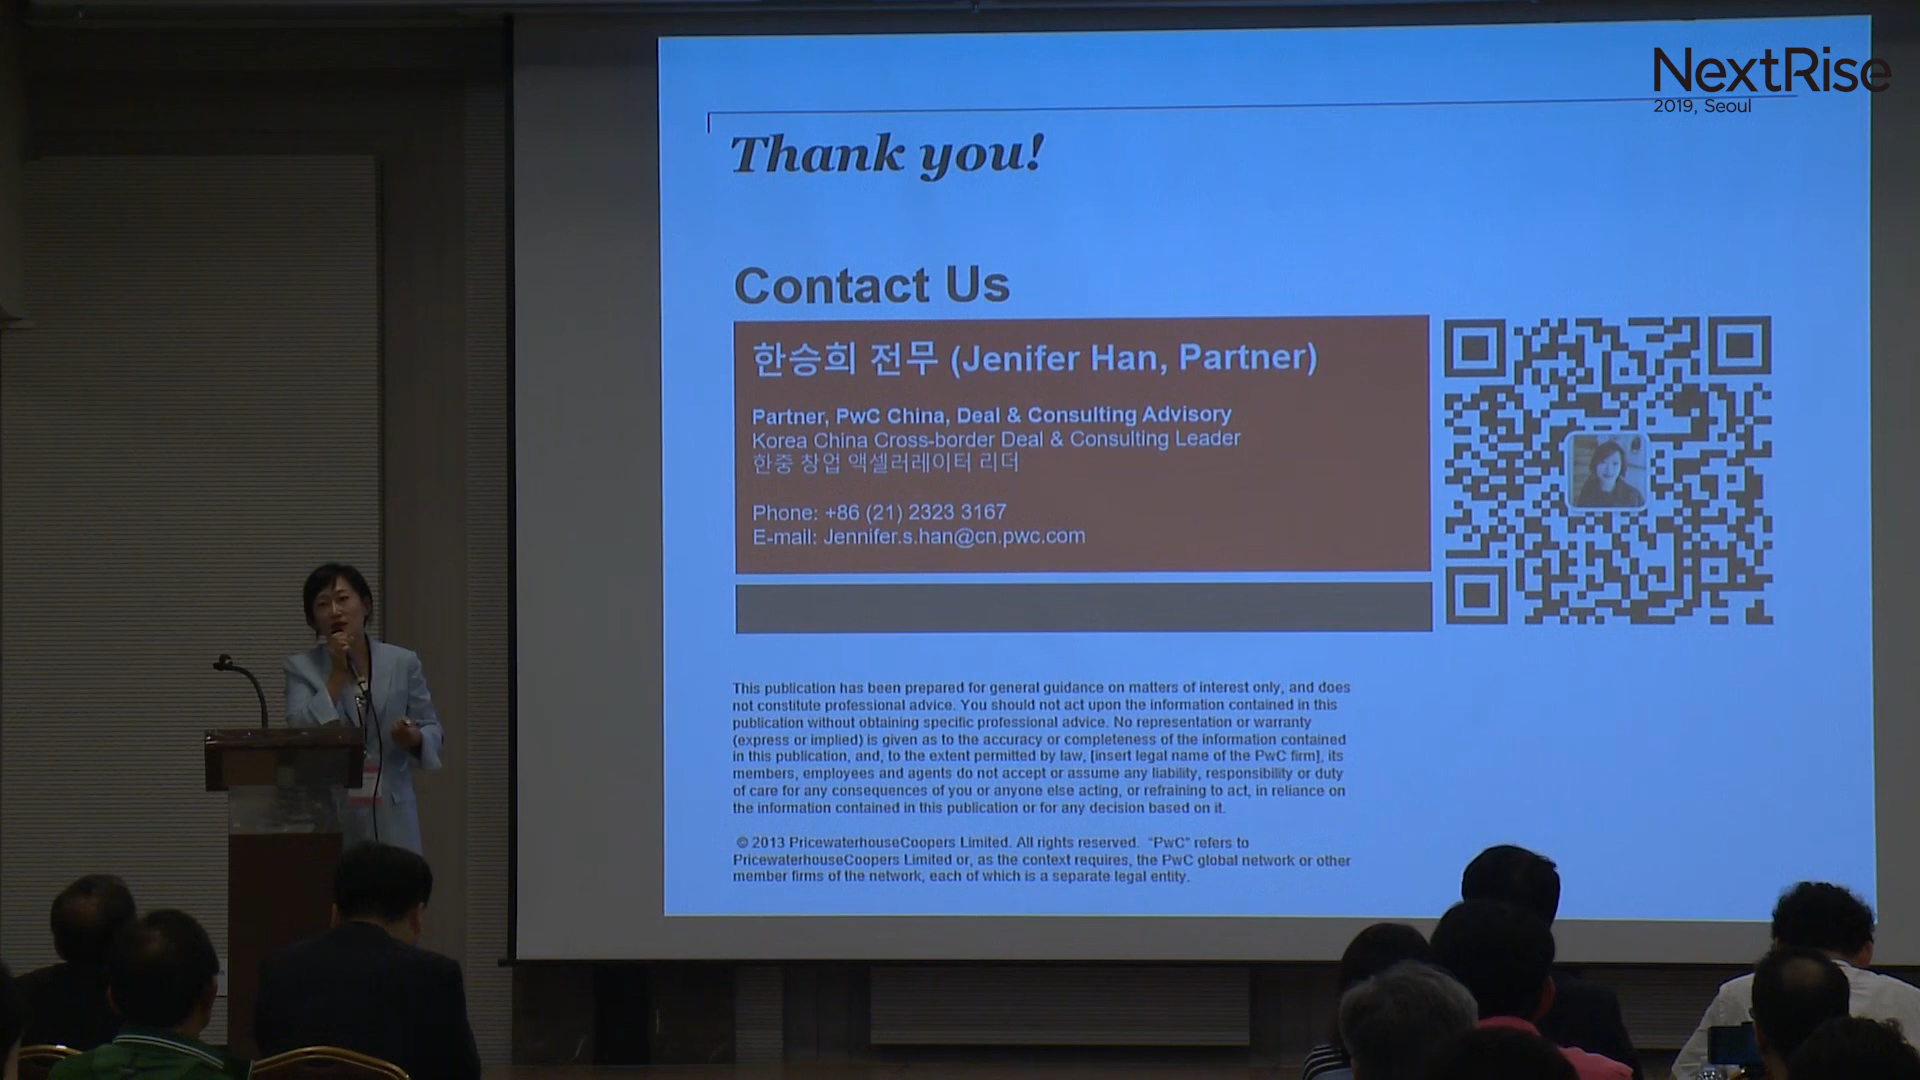 NextRise
2019, Seoul
Thank you!
Contact Us
한승희 전무 (Jenifer Han, Partner)
Partner, PwC China, Deal & Consulting Advisory
Korea China Cross-border Deal & Consulting Leader
한중 창업 액셀러레이터 리더
Phone: +86 (21) 2323 3167
E-mail: Jennifer.s.han@cn.pwc.com
This publication has been prepared for general guidance on matters of interest only, and does
not constitute professional advice. You should not act upon the information contained in this
publication without obtaining specific professional advice. No representation or warranty
(express or implied) is given as to the accuracy or completeness of the information contained
in this publication, and, to the extent permitted by law, [insert legal name of the PwC firm], its
members, employees and agents do not accept or assume any liability, responsibility or duty
of care for any consequences of you or anyone else acting, or refraining to act, in reliance on
the information contained in this publication or for any decision based on it.
© 2013 PricewaterhouseCoopers Limited. All rights reserved. "PwC" refers to
PricewaterhouseCoopers Limited or, as the context requires, the PwC global network or other
member firms of the network, each of which is a separate legal entity.